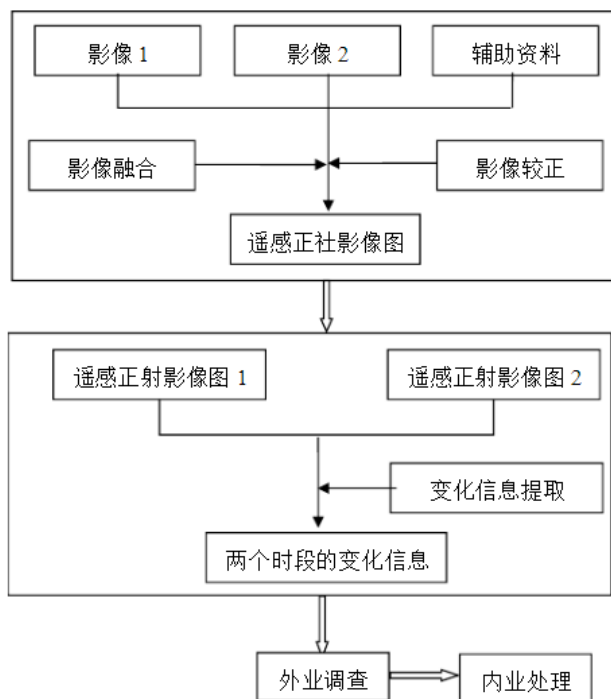 影像 1
影像 2
辅助资料
影像融合
影像较正
遥感正社影像图
遥感正射影像图 1
遥感正射影像图 2
变化信息提取
两个时段的变化信息
外业调查
内业处理